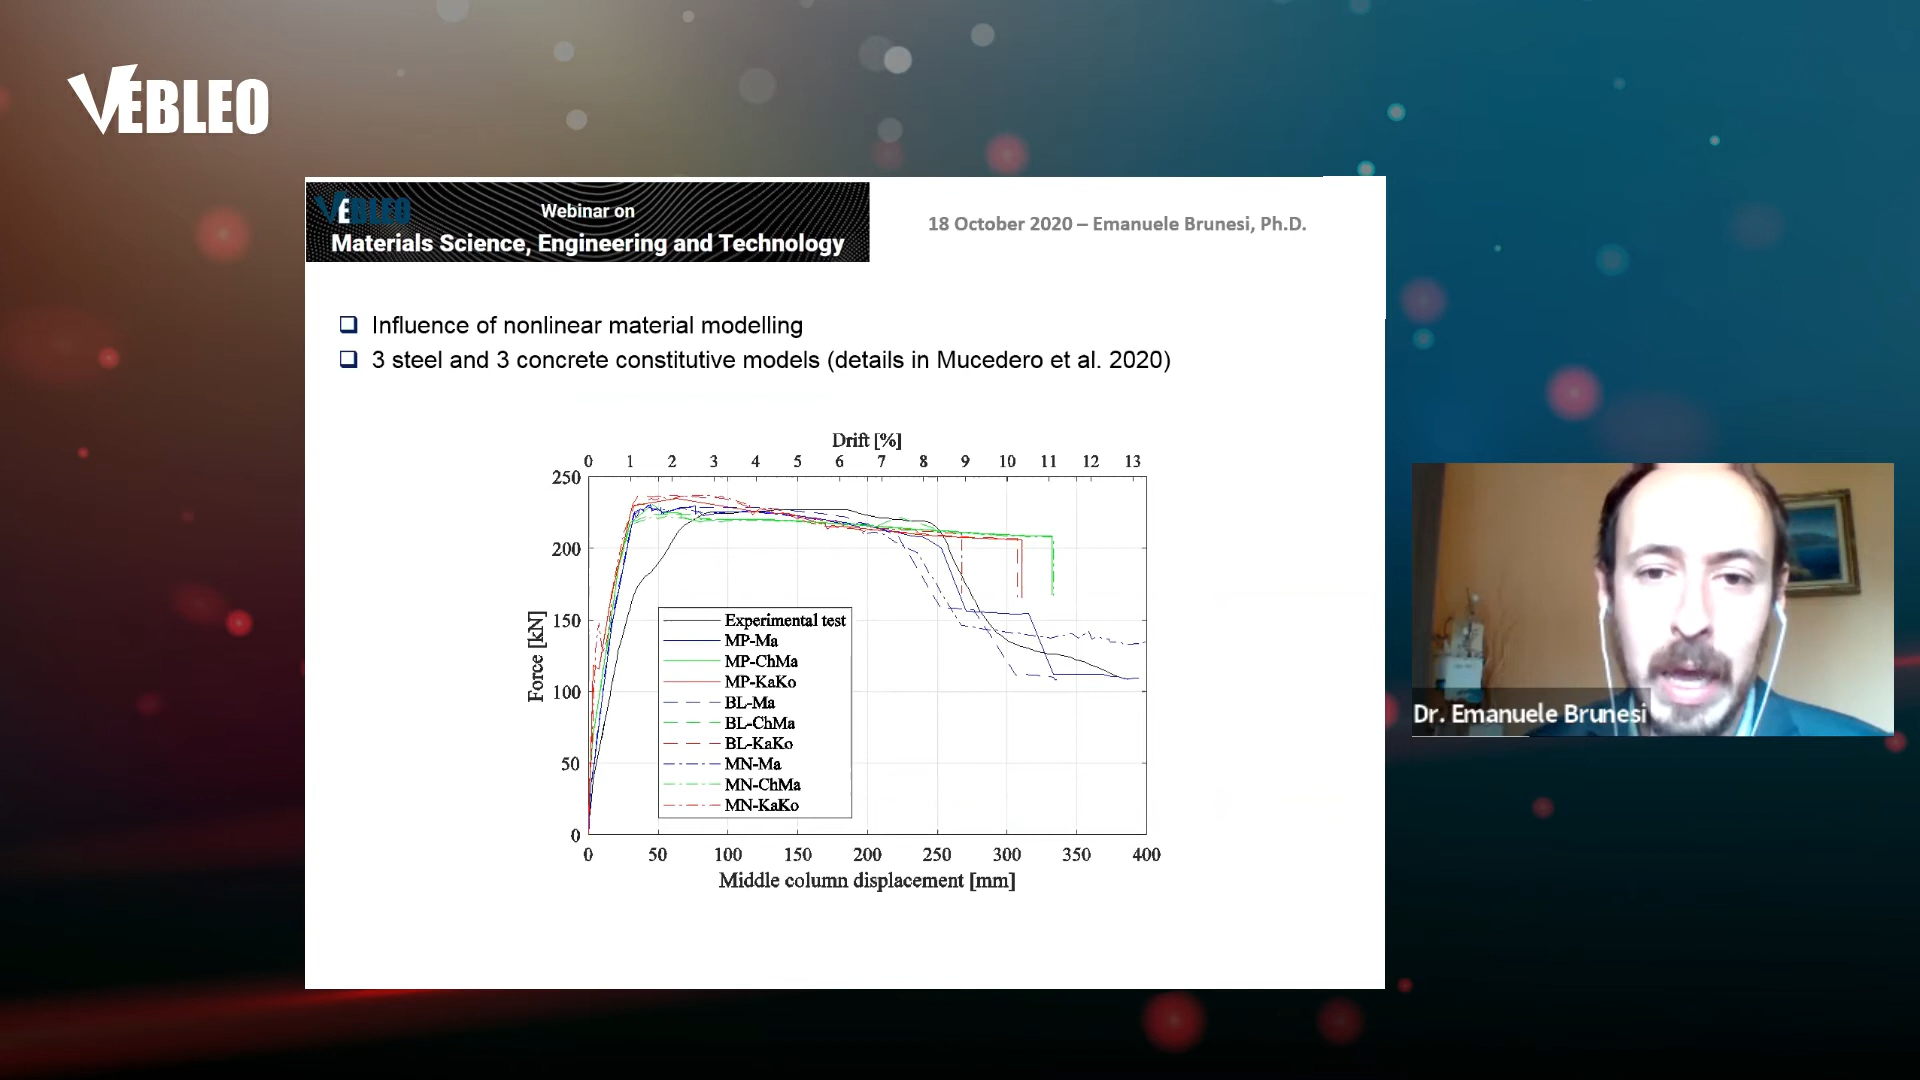 VEBLEO
VEBLEO
Webinar on
Materials Science, Engineering and Technology
18 October 2020 – Emanuele Brunesi, Ph.D.
Influence of nonlinear material modelling
3 steel and 3 concrete constitutive models (details in Mucedero et al. 2020)
Drift [%]
0 1 2 3 4 5 6 7 8 9 10 11 12 13
250
200
150
100
50
0
Force [kN]
Experimental test
MP-Ma
MP-ChMa
MP-KaKo
BL-Ma
BL-ChMa
BL-KaKo
MN-Ma
MN-ChMa
MN-KaKo
0 50 100 150 200 250 300 350 400
Middle column displacement [mm]
Dr. Emanuele Brunesi